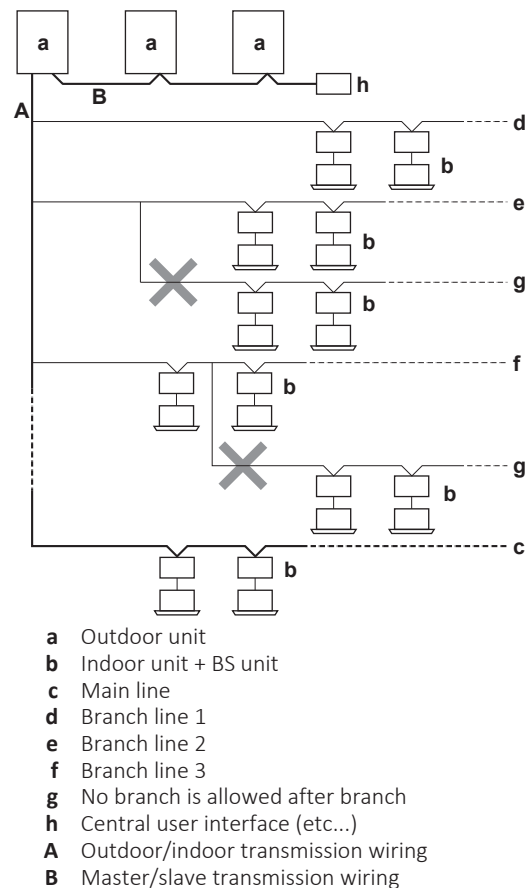 a a a
B h
A
d
b
e
b
g
b
f
b
g
b
c
b
a Outdoor unit
b Indoor unit + BS unit
c Main line
d Branch line 1
e Branch line 2
f Branch line 3
g No branch is allowed after branch
h Central user interface (etc...)
A Outdoor/indoor transmission wiring
B Master/slave transmission wiring